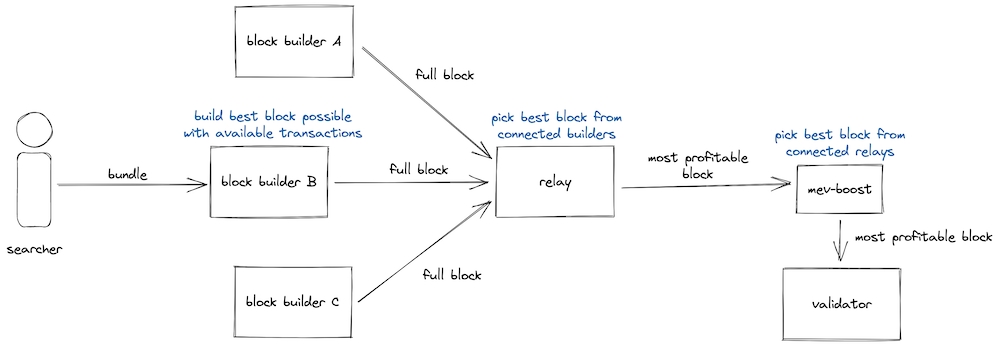 block builder A
full block
build best block possible
with available transactions
pick best block from
connected builders
pick best block from
connected relays
bundle
block builder B
full block
relay
most profitable
block
mev-boost
searcher
most profitable block
full block
block builder C
validator